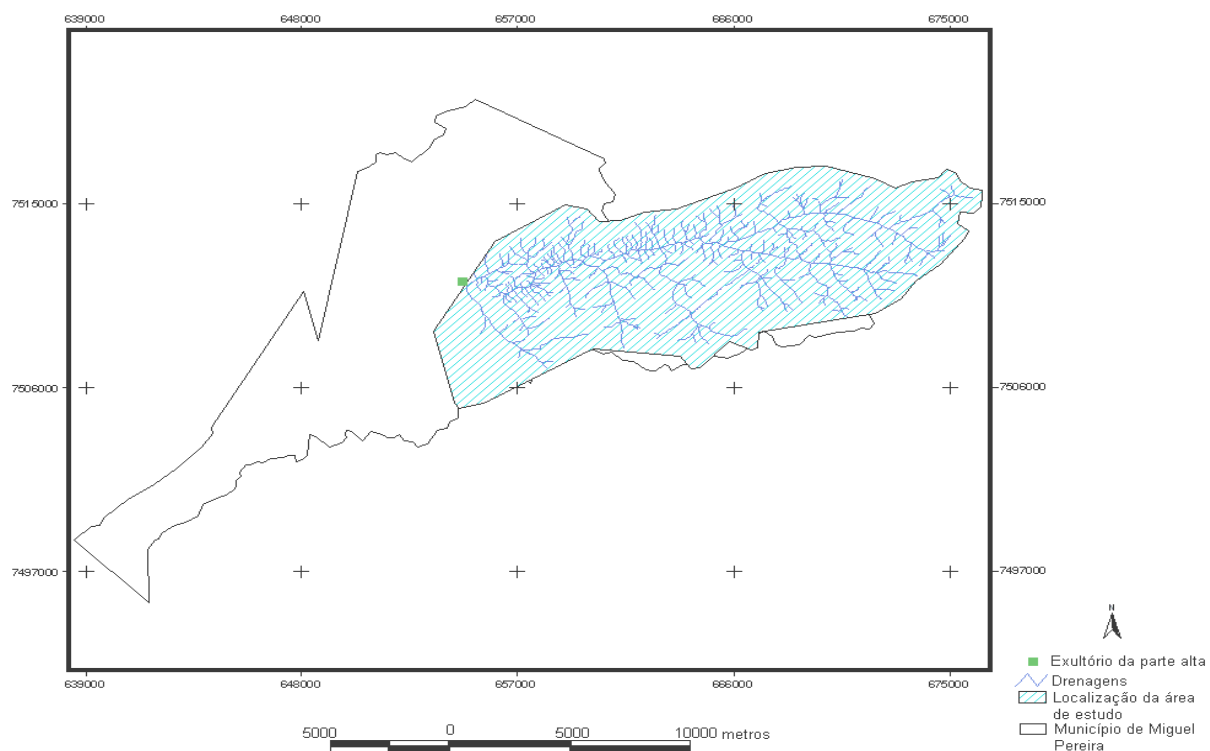 639000 648000 657000 666000 675000
7515000 7515000
7506000 7506000
7497000 7497000
639000 648000 657000 666000 675000
N
Exultório da parte alta
Drenagens
Localização da área
de estudo
Município de Miguel
Pereira
5000 0 5000 10000 metros